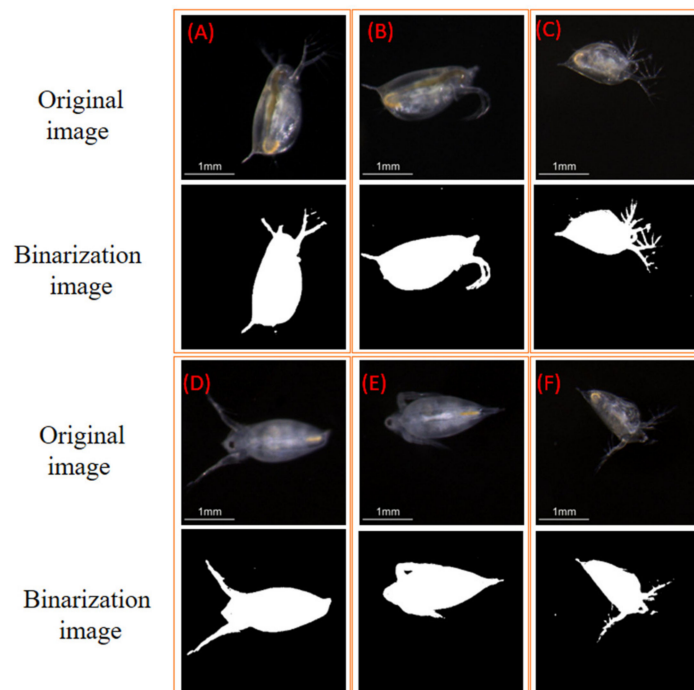 (A)
(B)
(C)
Original
image
1mm
1mm
1mm
Binarization
image
(D)
(E)
(F)
Original
image
1mm
1mm
1mm
Binarization
image